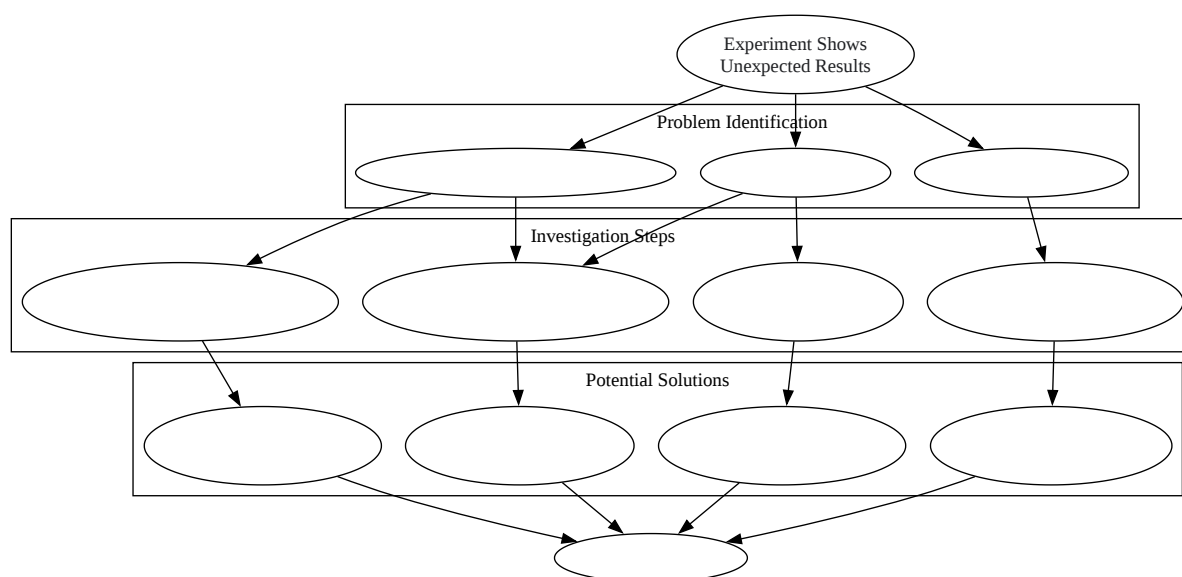 Experiment Shows
Unexpected Results
Problem Identification
Investigation Steps
Potential Solutions